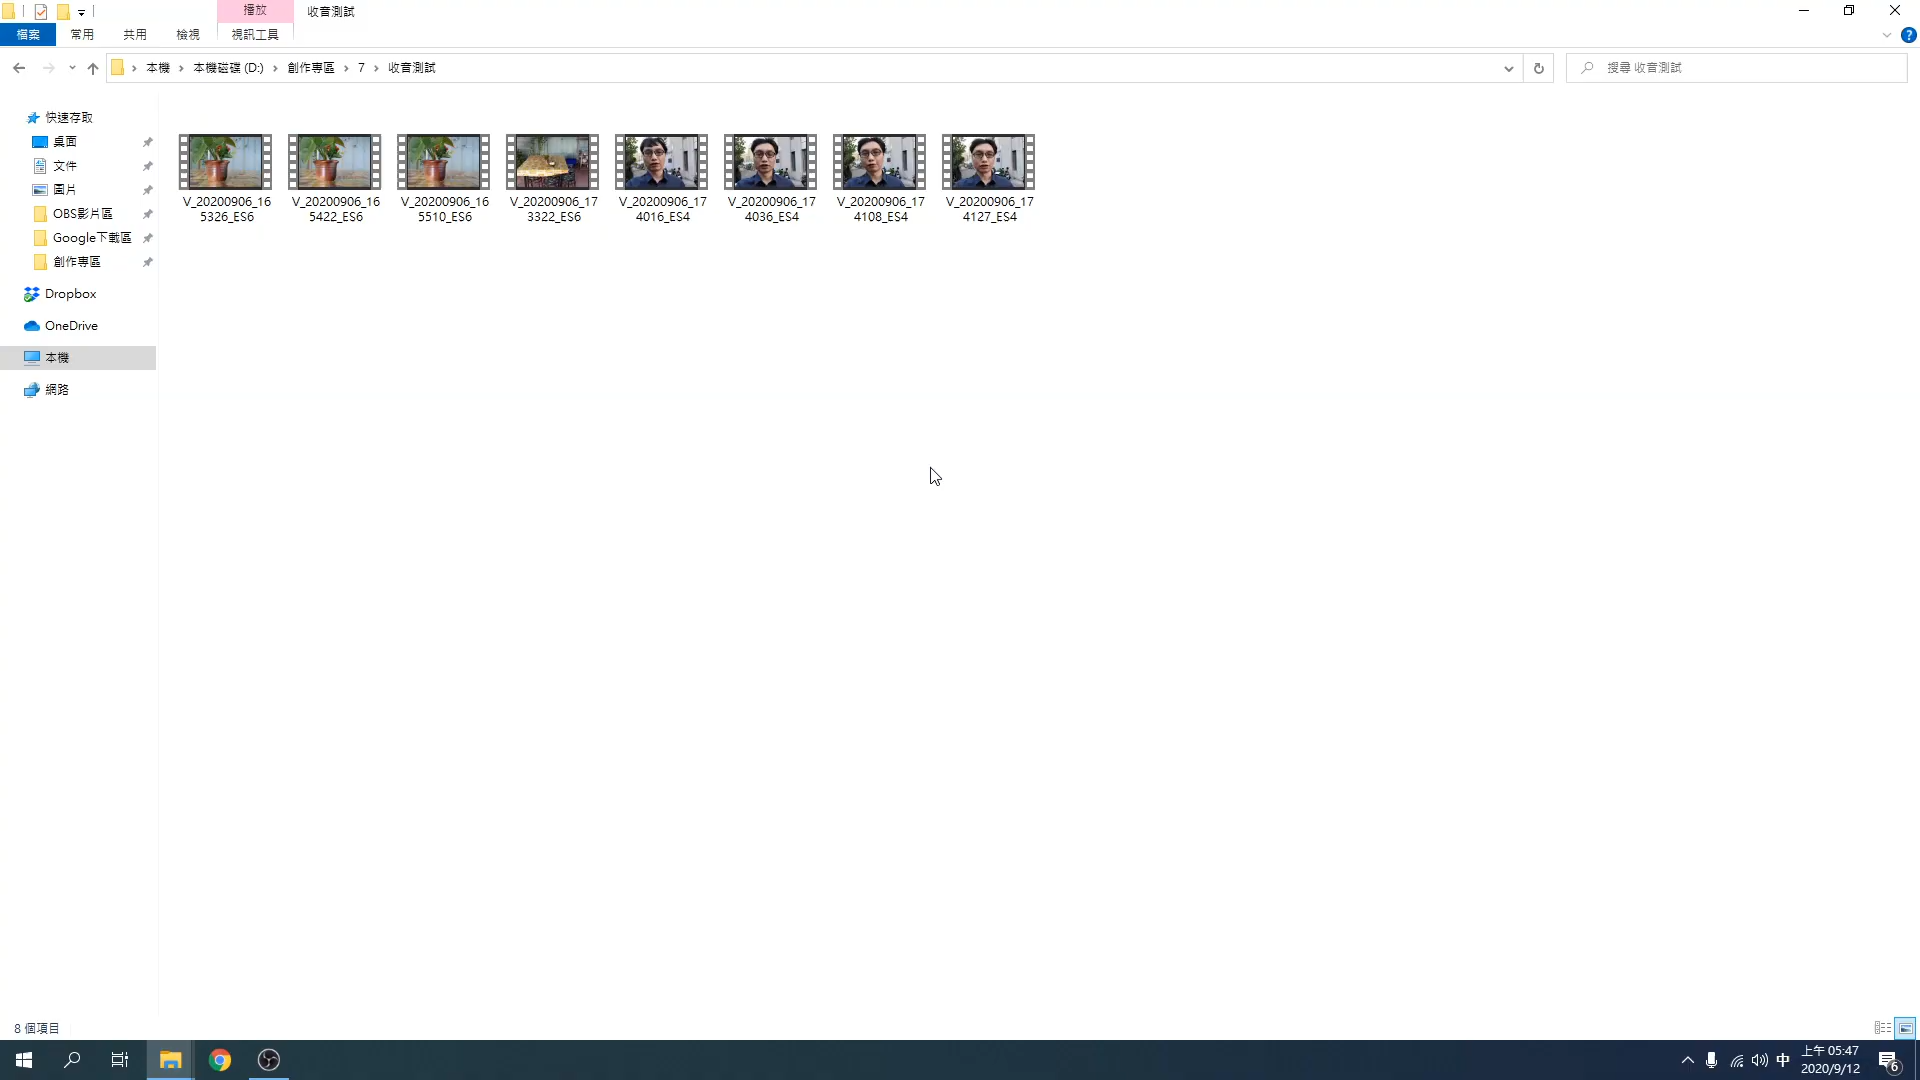 播放
收音測試
檔案
常用
共用
檢視
視訊工具
本機
本機磁碟 (D:)
創作專區
7
收音測試
搜尋 收音測試
快速存取
桌面
文件
圖片
OBS影片區
Google下載區
創作專區
Dropbox
OneDrive
本機
網路
V_20200906_16
5326_ES6
V_20200906_16
5422_ES6
V_20200906_16
5510_ES6
V_20200906_17
3322_ES6
V_20200906_17
4016_ES4
V_20200906_17
4036_ES4
V_20200906_17
4108_ES4
V_20200906_17
4127_ES4
8 個項目
中
上午 05:47
2020/9/12
6